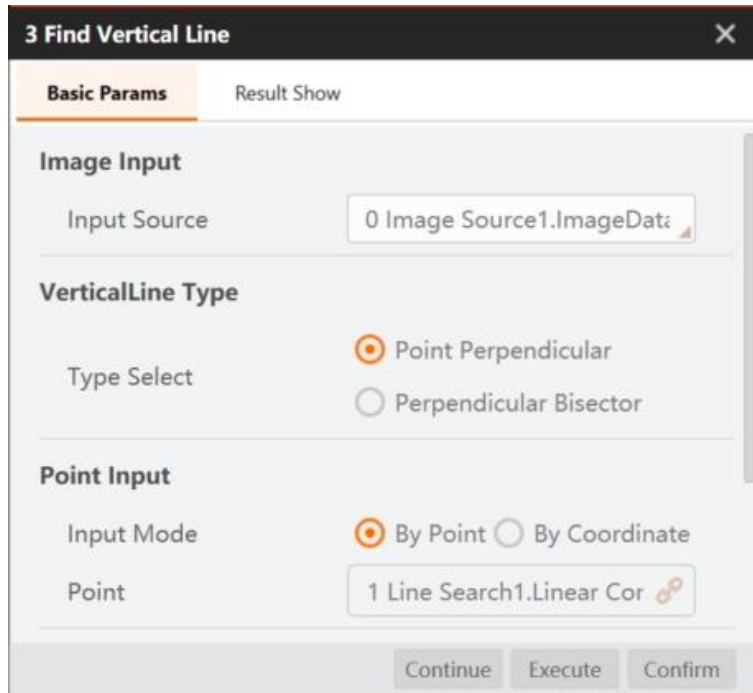 3 Find Vertical Line
Basic Params Result Show
Image Input
Input Source 0 Image Source1.ImageData
VerticalLine Type
Type Select
Point Perpendicular
Perpendicular Bisector
Point Input
Input Mode By Point By Coordinate
Point 1 Line Search1.Linear Cor
Continue Execute Confirm